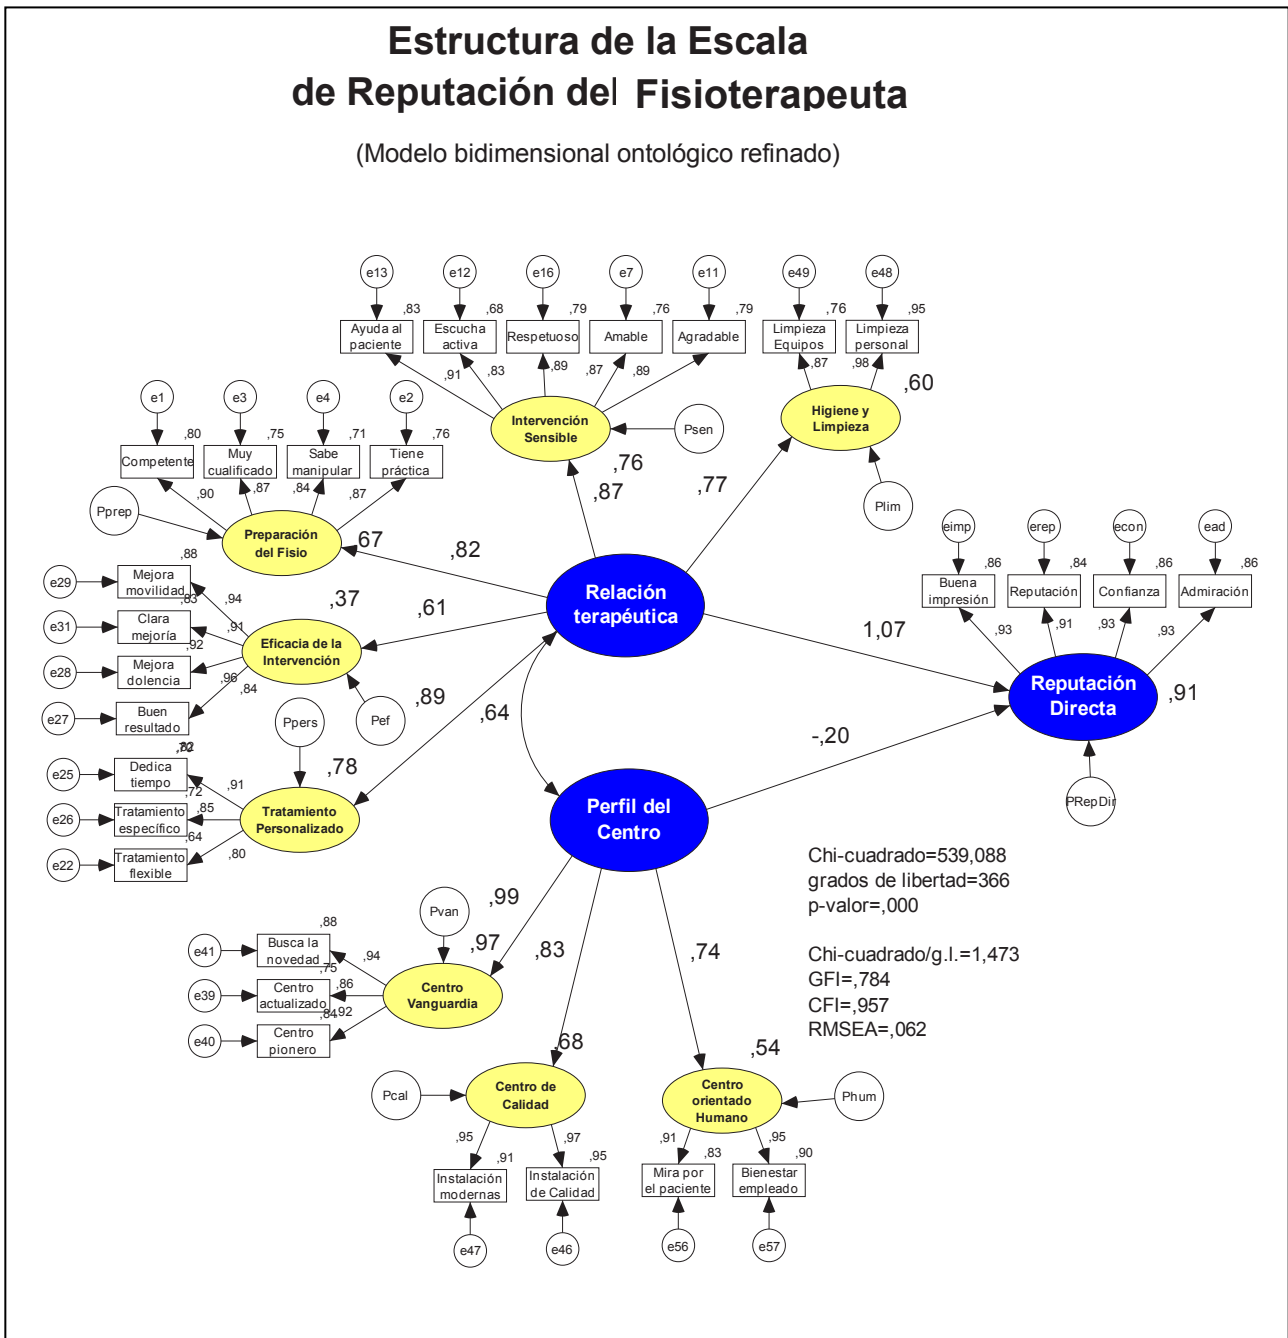 Estructura de la Escala
de Reputación del Fisioterapeuta
(Modelo bidimensional ontológico refinado)
e13
e12
e16
e7
e11
e49
e48
,83
,68
,79
,76
,79
,76
,95
Ayuda al
paciente
Escucha
activa
Respetuoso
Amable
Agradable
Limpieza
Equipos
Limpieza
personal
,91
,83
,89
,87
,89
,87
,98
,60
Intervención
Sensible
Psen
Higiene y
Limpieza
,76
,87
,77
Plim
e1
e3
e4
e2
,80
,75
,71
,76
Competente
Muy
cualificado
Sabe
manipular
Tiene
práctica
,90
,87
,84
,87
Pprep
Preparación
del Fisio
,67
,82
Relación
terapéutica
eimp
erep
econ
ead
,86
,84
,86
,86
Buena
impresión
Reputación
Confianza
Admiración
,93
,91
,93
,93
1,07
Reputación
Directa
,91
-,20
PRepDir
,88
e29
Mejora
movilidad
,94
,83
e31
Clara
mejoría
,91
,92
e28
Mejora
dolencia
,96
,84
e27
Buen
resultado
,37
,61
Eficacia de la
Intervención
Pef
,89
,64
Ppers
,78
e25
Dedica
tiempo
,91
,72
e26
Tratamiento
específico
,85
,64
e22
Tratamiento
flexible
,80
Tratamiento
Personalizado
Perfil del
Centro
Chi-cuadrado=539,088
grados de libertad=366
p-valor=,000
Chi-cuadrado/g.l.=1,473
GFI=,784
CFI=,957
RMSEA=,062
,99
,83
,74
Pvan
,97
,88
e41
Busca la
novedad
,94
,75
e39
Centro
actualizado
,86
,84
,92
e40
Centro
pionero
Centro
Vanguardia
,68
,54
Pcal
Centro de
Calidad
Centro
orientado
Humano
Phum
,95
,97
,91
,95
,91
,95
,83
,90
Instalación
modernas
Instalación
de Calidad
Mira por
el paciente
Bienestar
empleado
e47
e46
e56
e57